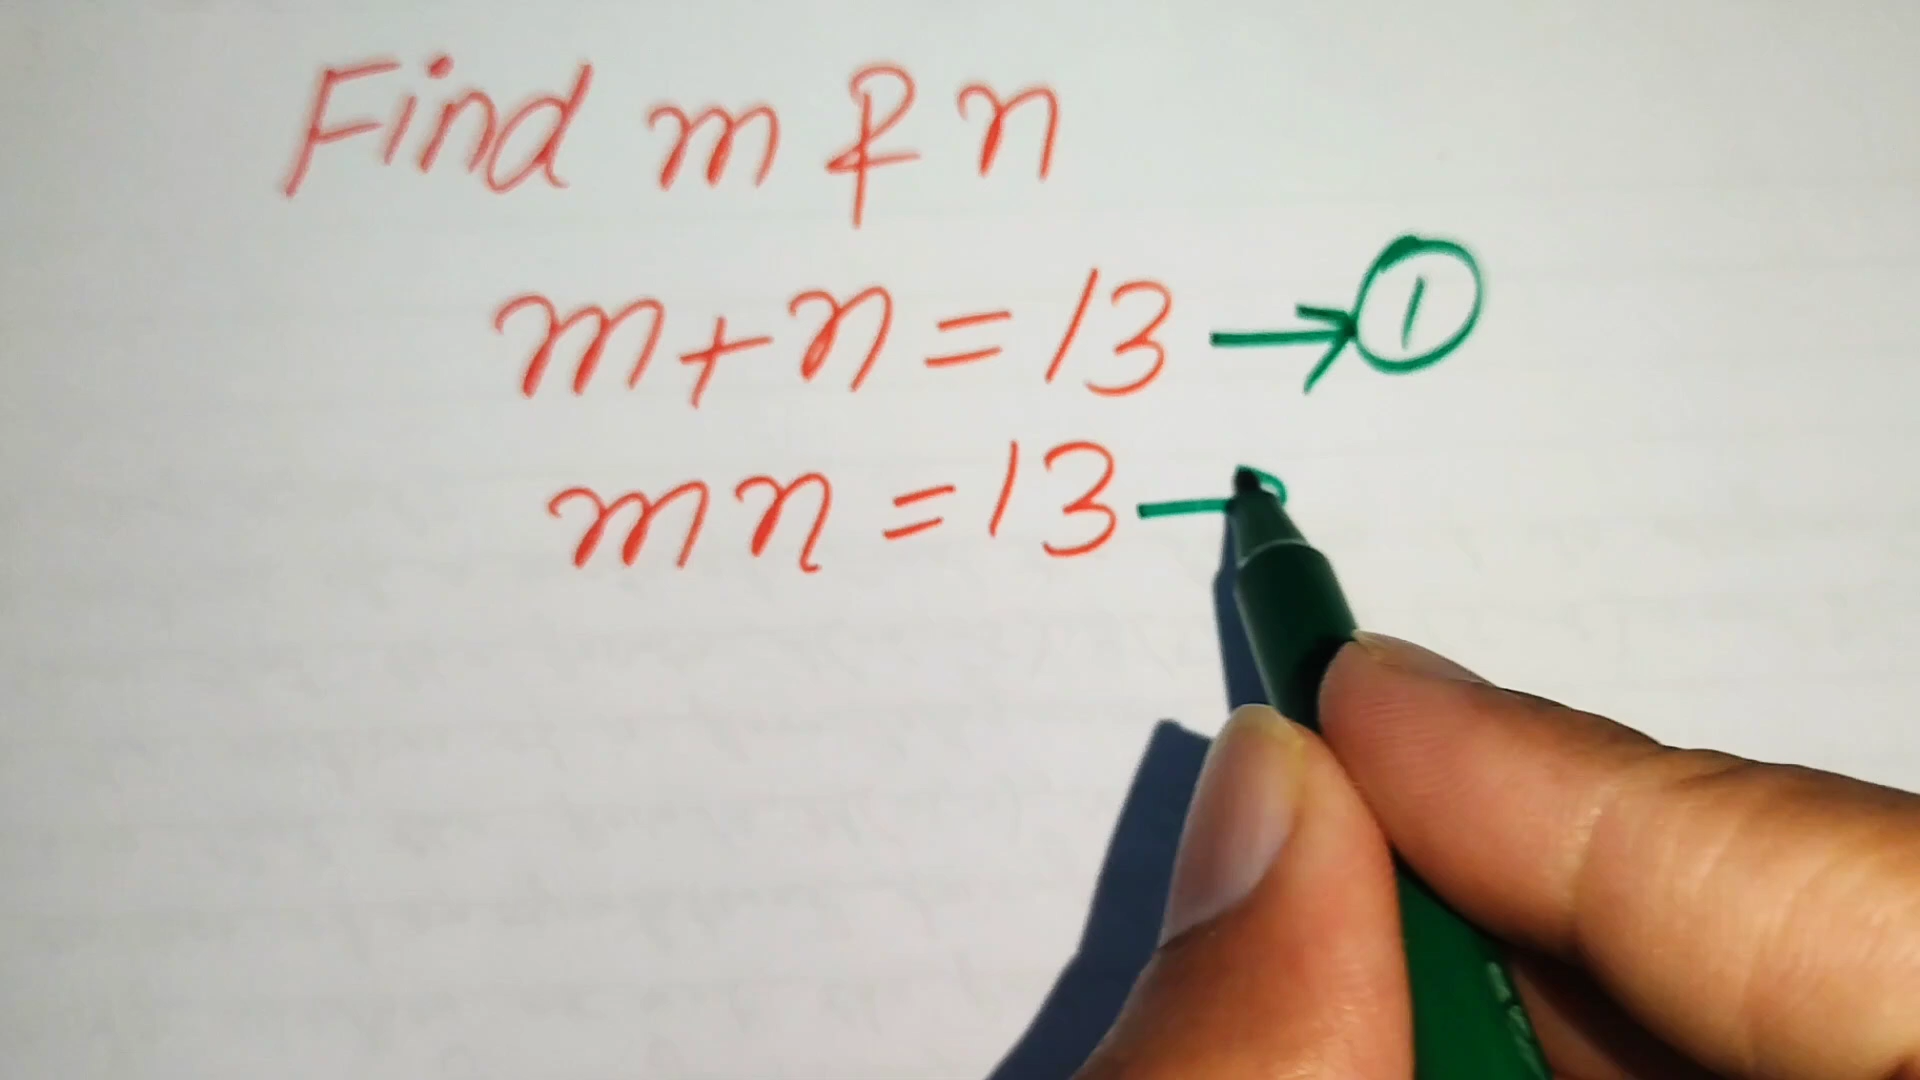 Find m & n
m+n=13 → ①
mn=13